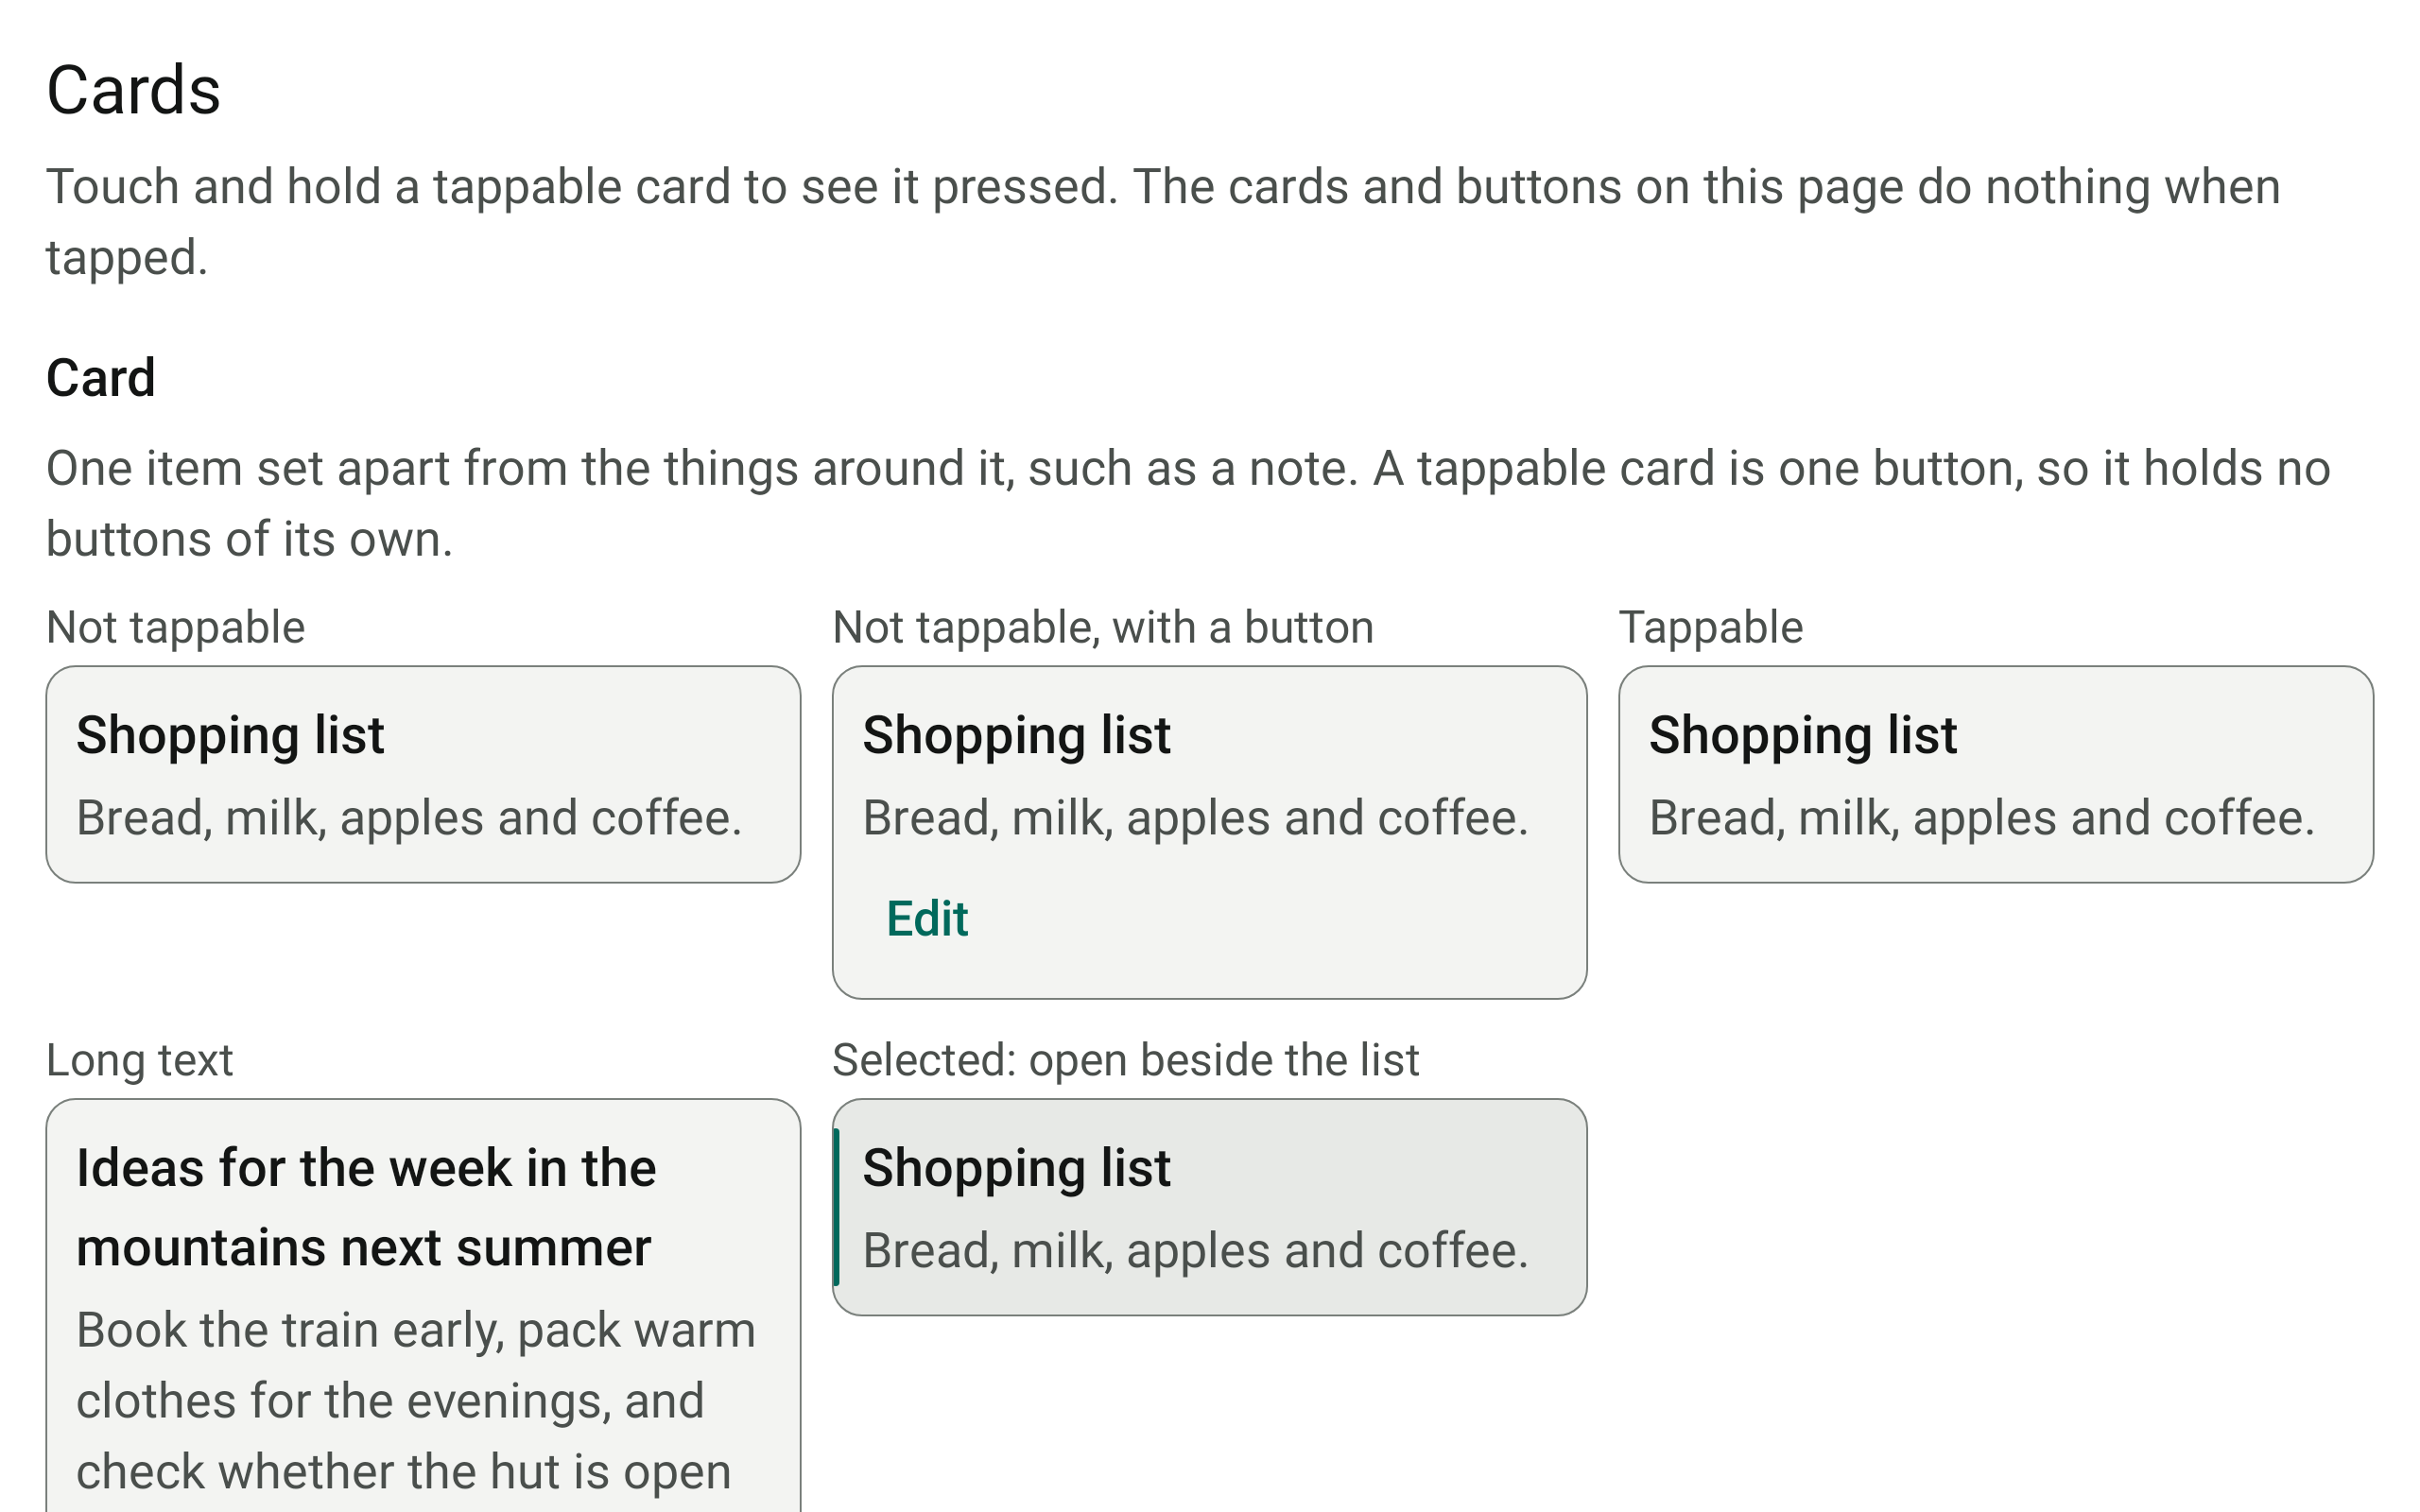 Cards
Touch and hold a tappable card to see it pressed. The cards and buttons on this page do nothing when
tapped.
Card
One item set apart from the things around it, such as a note. A tappable card is one button, so it holds no
buttons of its own.
Not tappable
Shopping list
Bread, milk, apples and coffee.
Not tappable, with a button
Shopping list
Bread, milk, apples and coffee.
Edit
Tappable
Shopping list
Bread, milk, apples and coffee.
Long text
Ideas for the week in the
mountains next summer
Book the train early, pack warm
clothes for the evenings, and
check whether the hut is open
Selected: open beside the list
Shopping list
Bread, milk, apples and coffee.